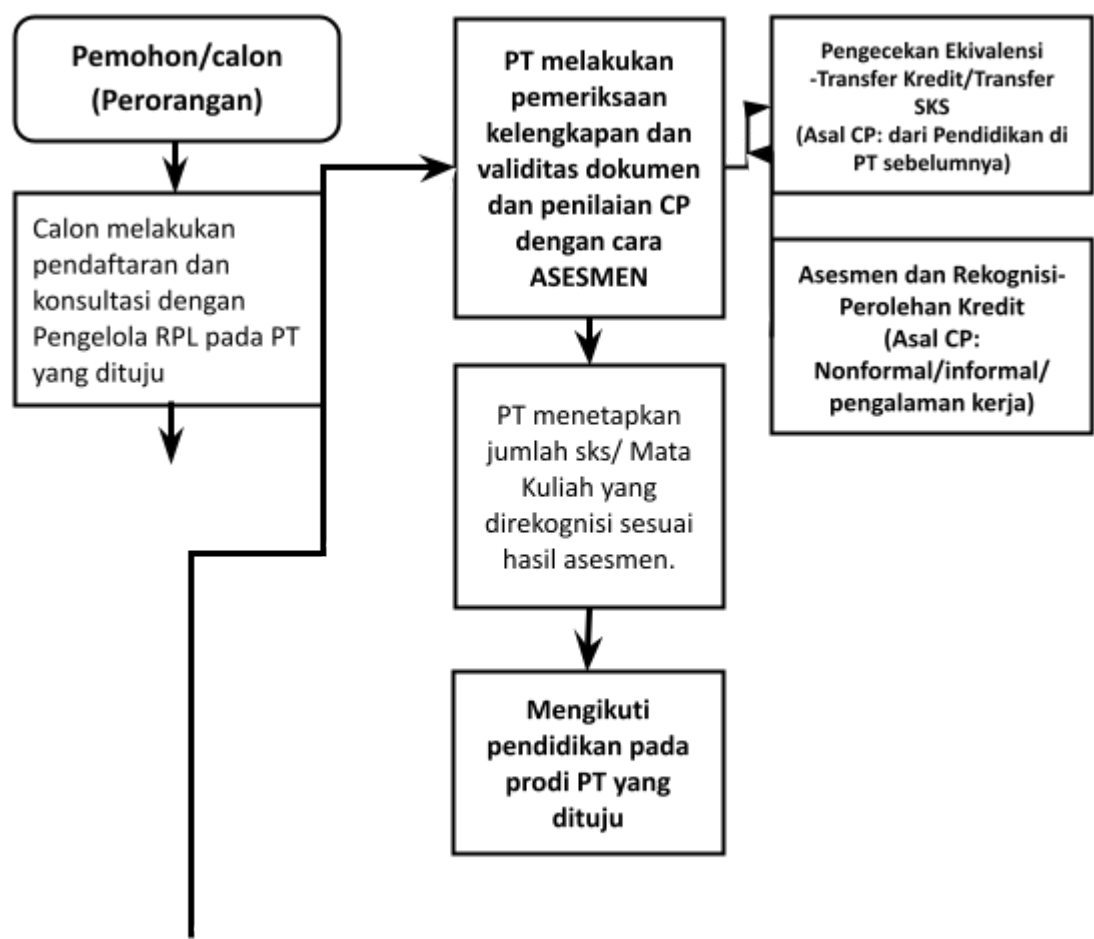 Pemohon/calon
(Perorangan)
Calon melakukan
pendaftaran dan
konsultasi dengan
Pengelola RPL pada PT
yang dituju
PT melakukan
pemeriksaan
kelengkapan dan
validitas dokumen
dan penilaian CP
dengan cara
ASESMEN
PT menetapkan
jumlah sks/ Mata
Kuliah yang
direkognisi sesuai
hasil asesmen.
Mengikuti
pendidikan pada
prodi PT yang
dituju
Pengecekan Ekivalensi
-Transfer Kredit/Transfer
SKS
(Asal CP: dari Pendidikan di
PT sebelumnya)
Asesmen dan Rekognisi-
Perolehan Kredit
(Asal CP:
Nonformal/informal/
pengalaman kerja)